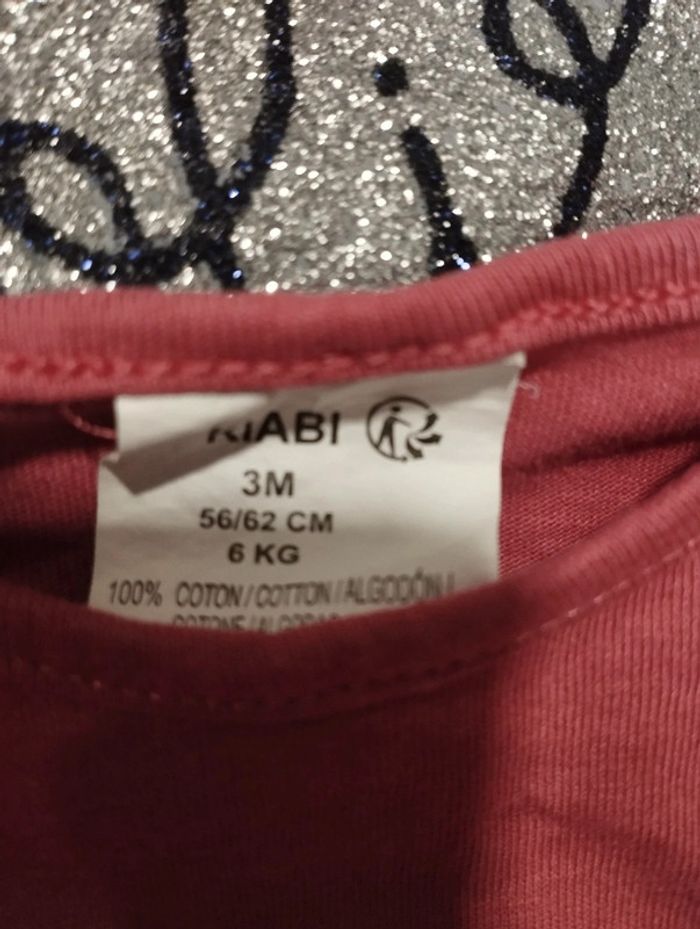 KIABI
3M
56/62 CM
6 KG
100% COTON/COTTON/ALGODÓN/